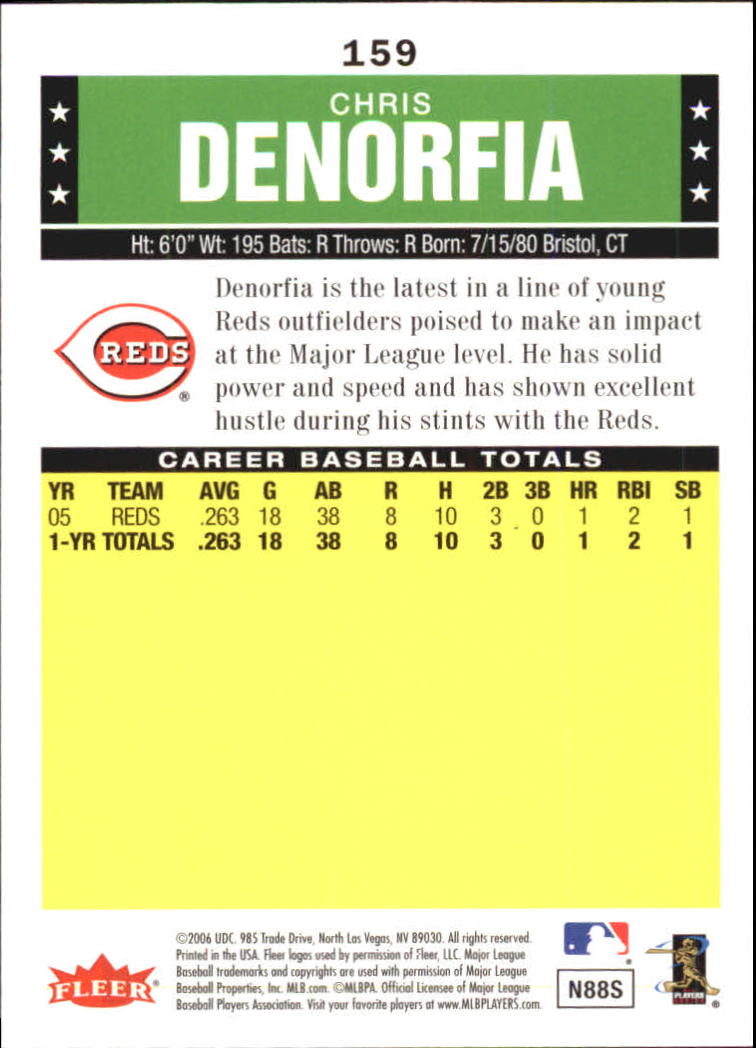 159
CHRIS
DENORFIA
Ht: 6'0" Wt: 195 Bats: R Throws: R Born: 7/15/80 Bristol, CT
Denorfia is the latest in a line of young
Reds outfielders poised to make an impact
at the Major League level. He has solid
power and speed and has shown excellent
hustle during his stints with the Reds.
REDS
®
CAREER BASEBALL TOTALS
YR TEAM AVG G AB R H 2B 3B HR RBI SB
05 REDS .263 18 38 8 10 3 0 1 2 1
1-YR TOTALS .263 18 38 8 10 3 0 1 2 1
©2006 UDC. 985 Trade Drive, North Las Vegas, NV 89030. All rights reserved.
Printed in the USA. Fleer logos used by permission of Fleer, LLC. Major League
Baseball trademarks and copyrights are used with permission of Major League
Baseball Properties, Inc. MLB.com. ©MLBPA. Official Licensee of Major League
Baseball Players Association. Visit your favorite players at www.MLBPLAYERS.com.
FLEER®
®
N88S
PLAYERS
®